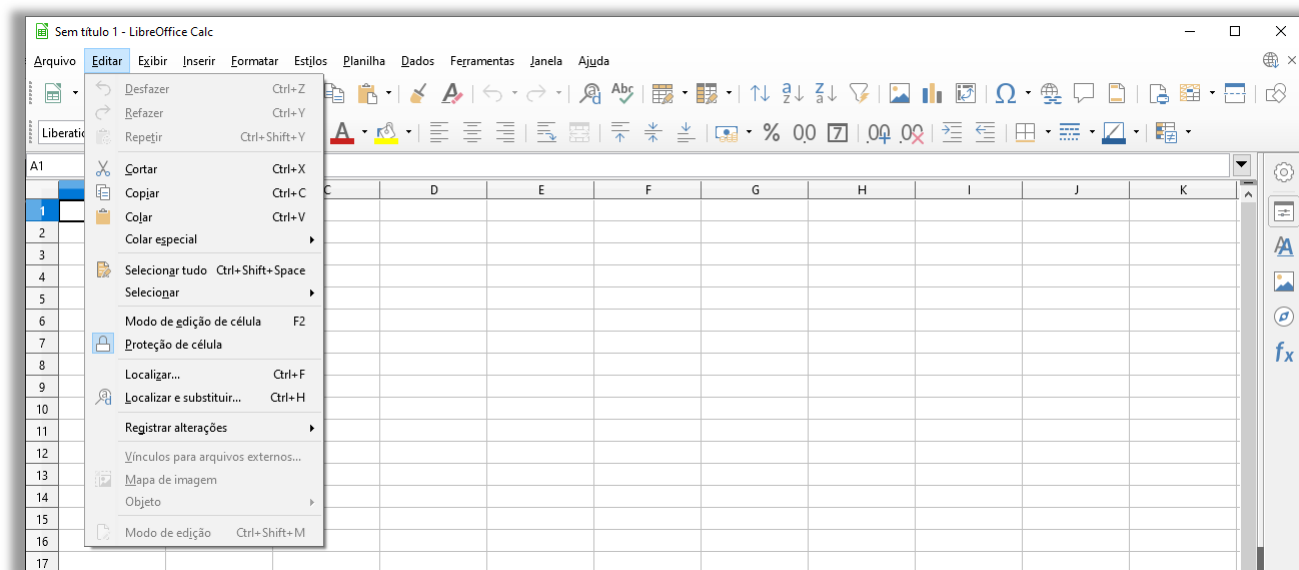 Sem título 1 - LibreOffice Calc
Arquivo Editar Exibir Inserir Formatar Estilos Planilha Dados Ferramentas Janela Ajuda
Desfazer Ctrl+Z
Refazer Ctrl+Y
Repetir Ctrl+Shift+Y
Abc
00 7 .00 .00
A1
Cortar Ctrl+X
Copiar Ctrl+C
C D E F G H I J K
Colar Ctrl+V
1
2
Colar especial
3
Selecionar tudo Ctrl+Shift+Space
4
Selecionar
5
6
Modo de edição de célula F2
7
Proteção de célula
8
Localizar... Ctrl+F
9
Localizar e substituir... Ctrl+H
10
11
Registrar alterações
12
Vínculos para arquivos externos...
13
Mapa de imagem
14
Objeto
15
16
Modo de edição Ctrl+Shift+M
17